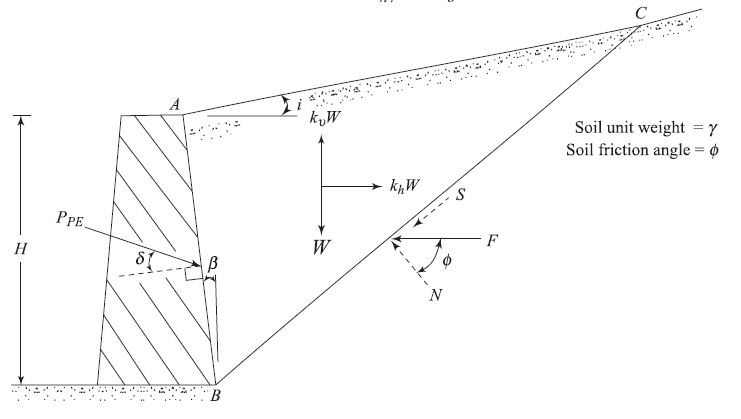 C
A
i
k_v W
Soil unit weight = γ
Soil friction angle = ϕ
k_h W
S
P_PE
H
δ
β
W
F
ϕ
N
B